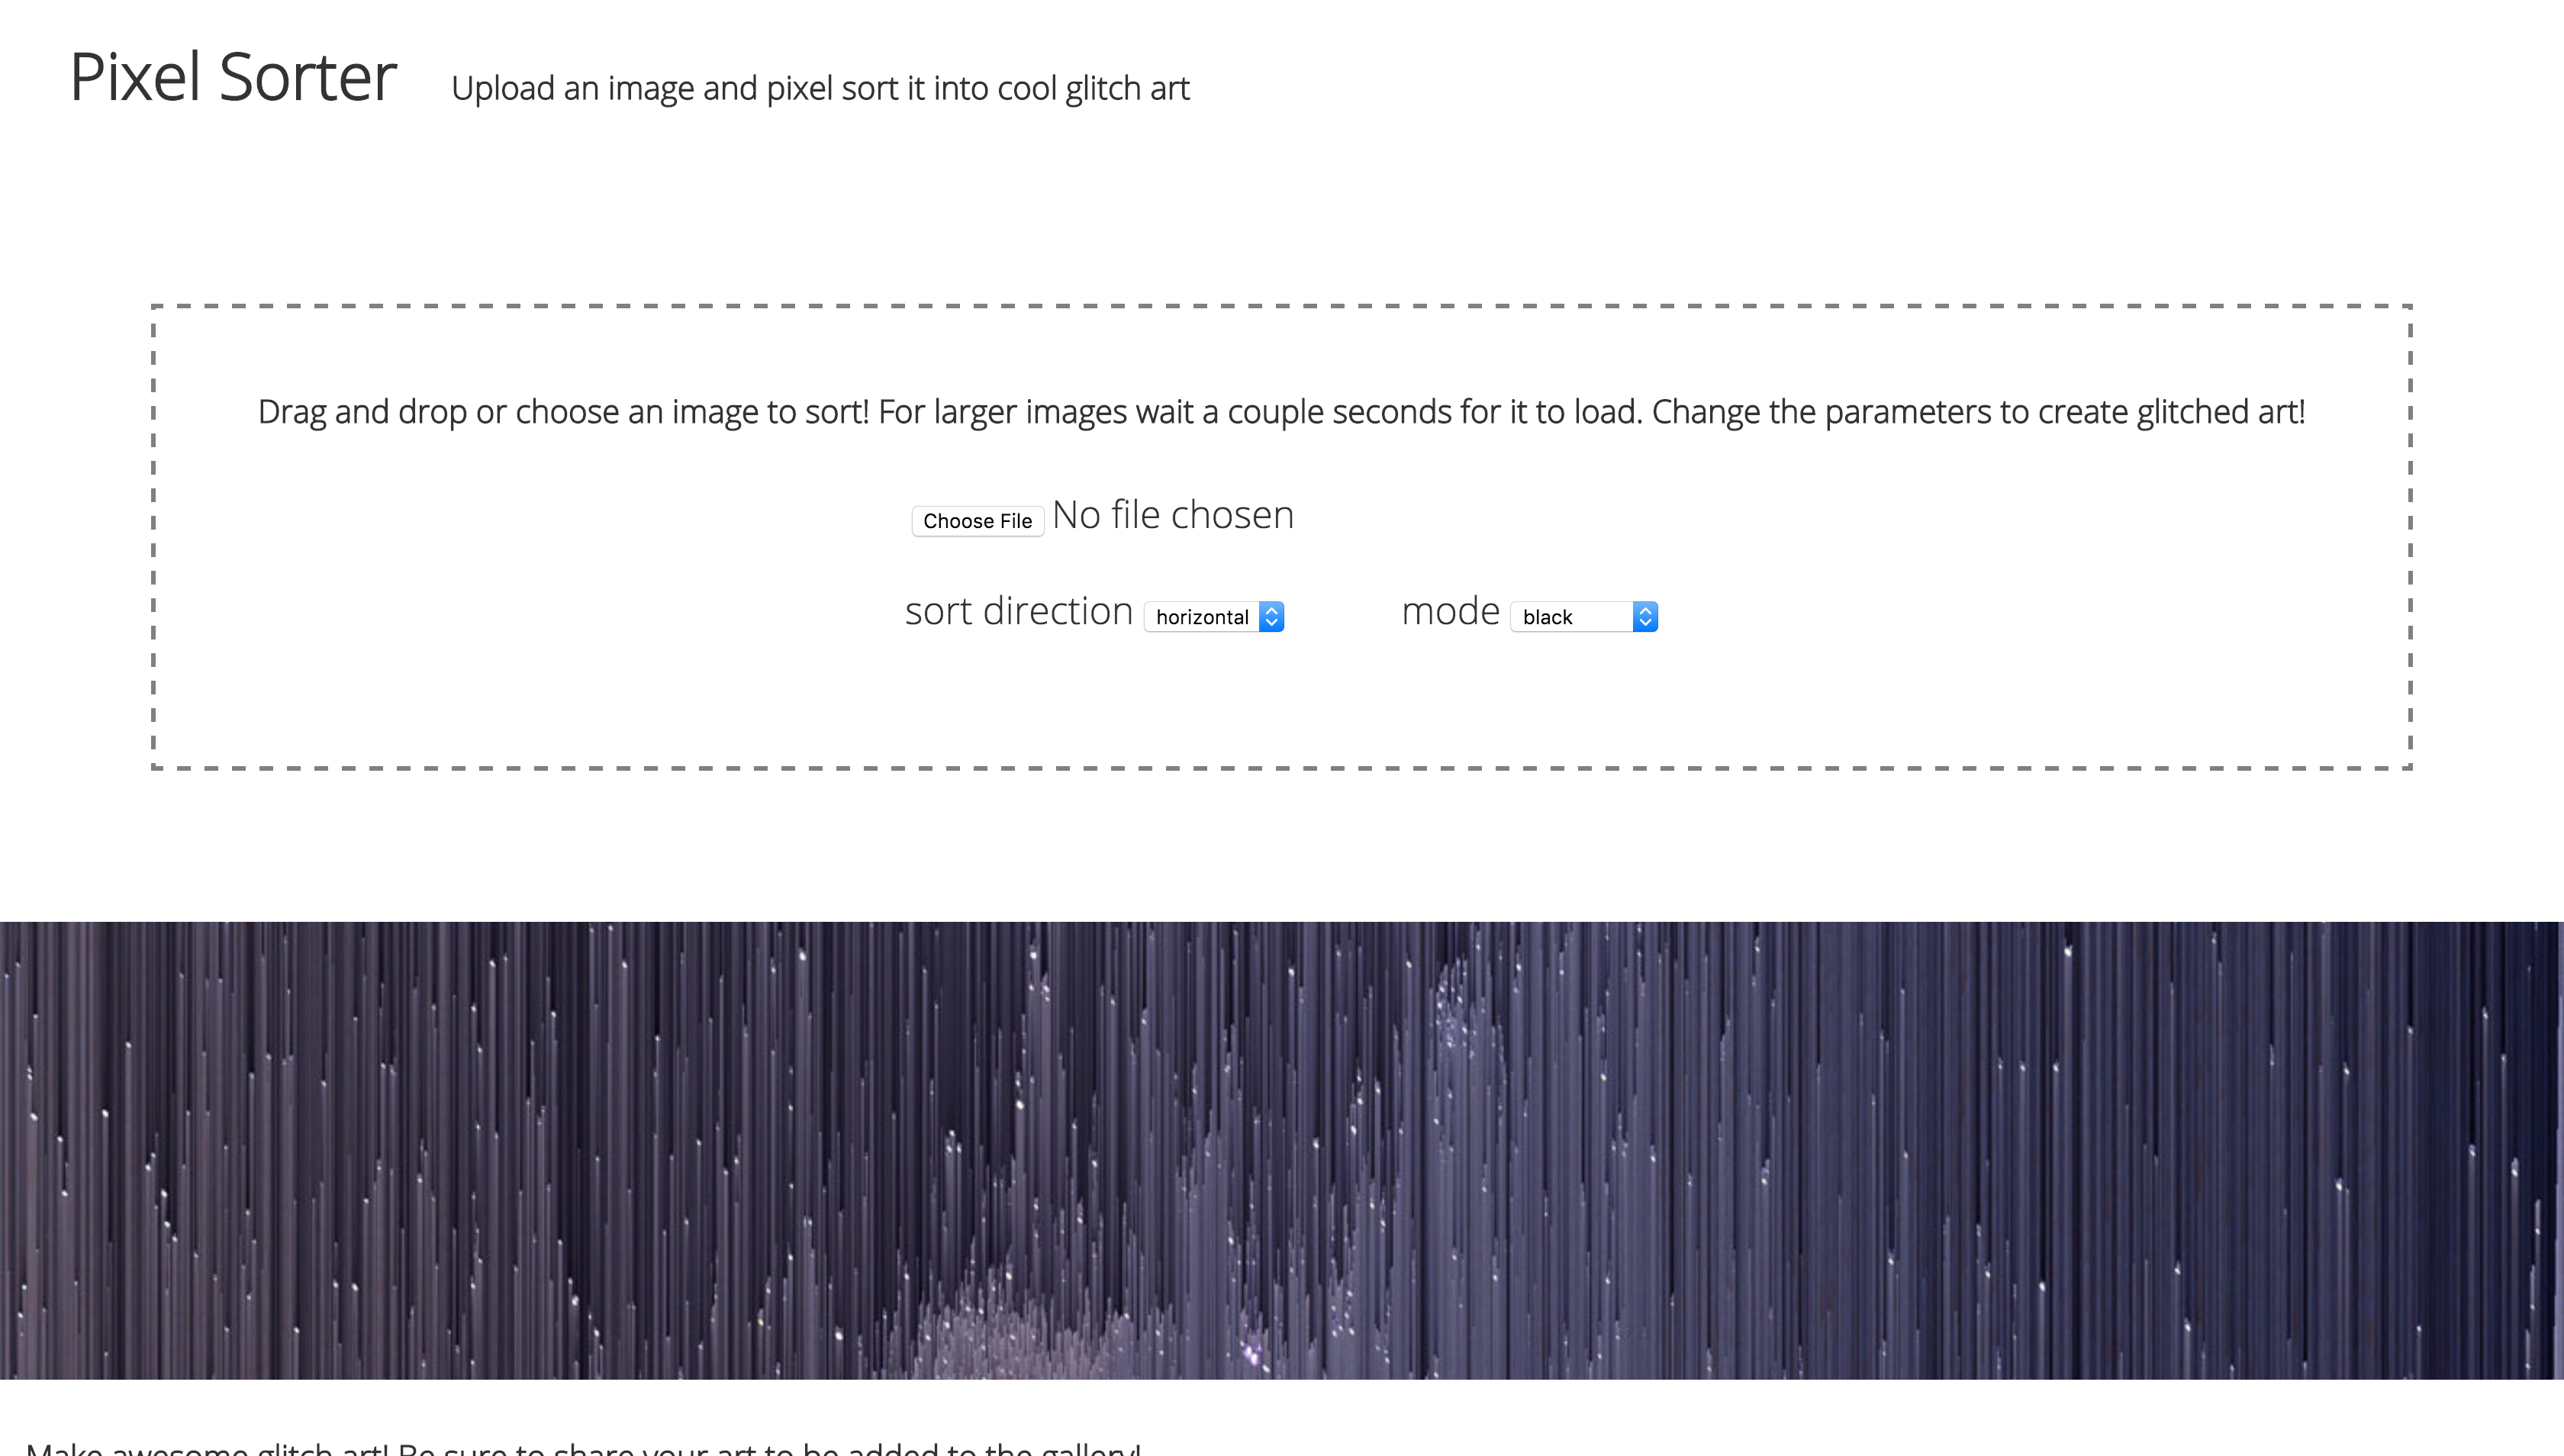 Pixel Sorter Upload an image and pixel sort it into cool glitch art
Drag and drop or choose an image to sort! For larger images wait a couple seconds for it to load. Change the parameters to create glitched art!
Choose File No file chosen
sort direction horizontal mode black
Make awesome glitch art! Be sure to share your art to be added to the gallery!